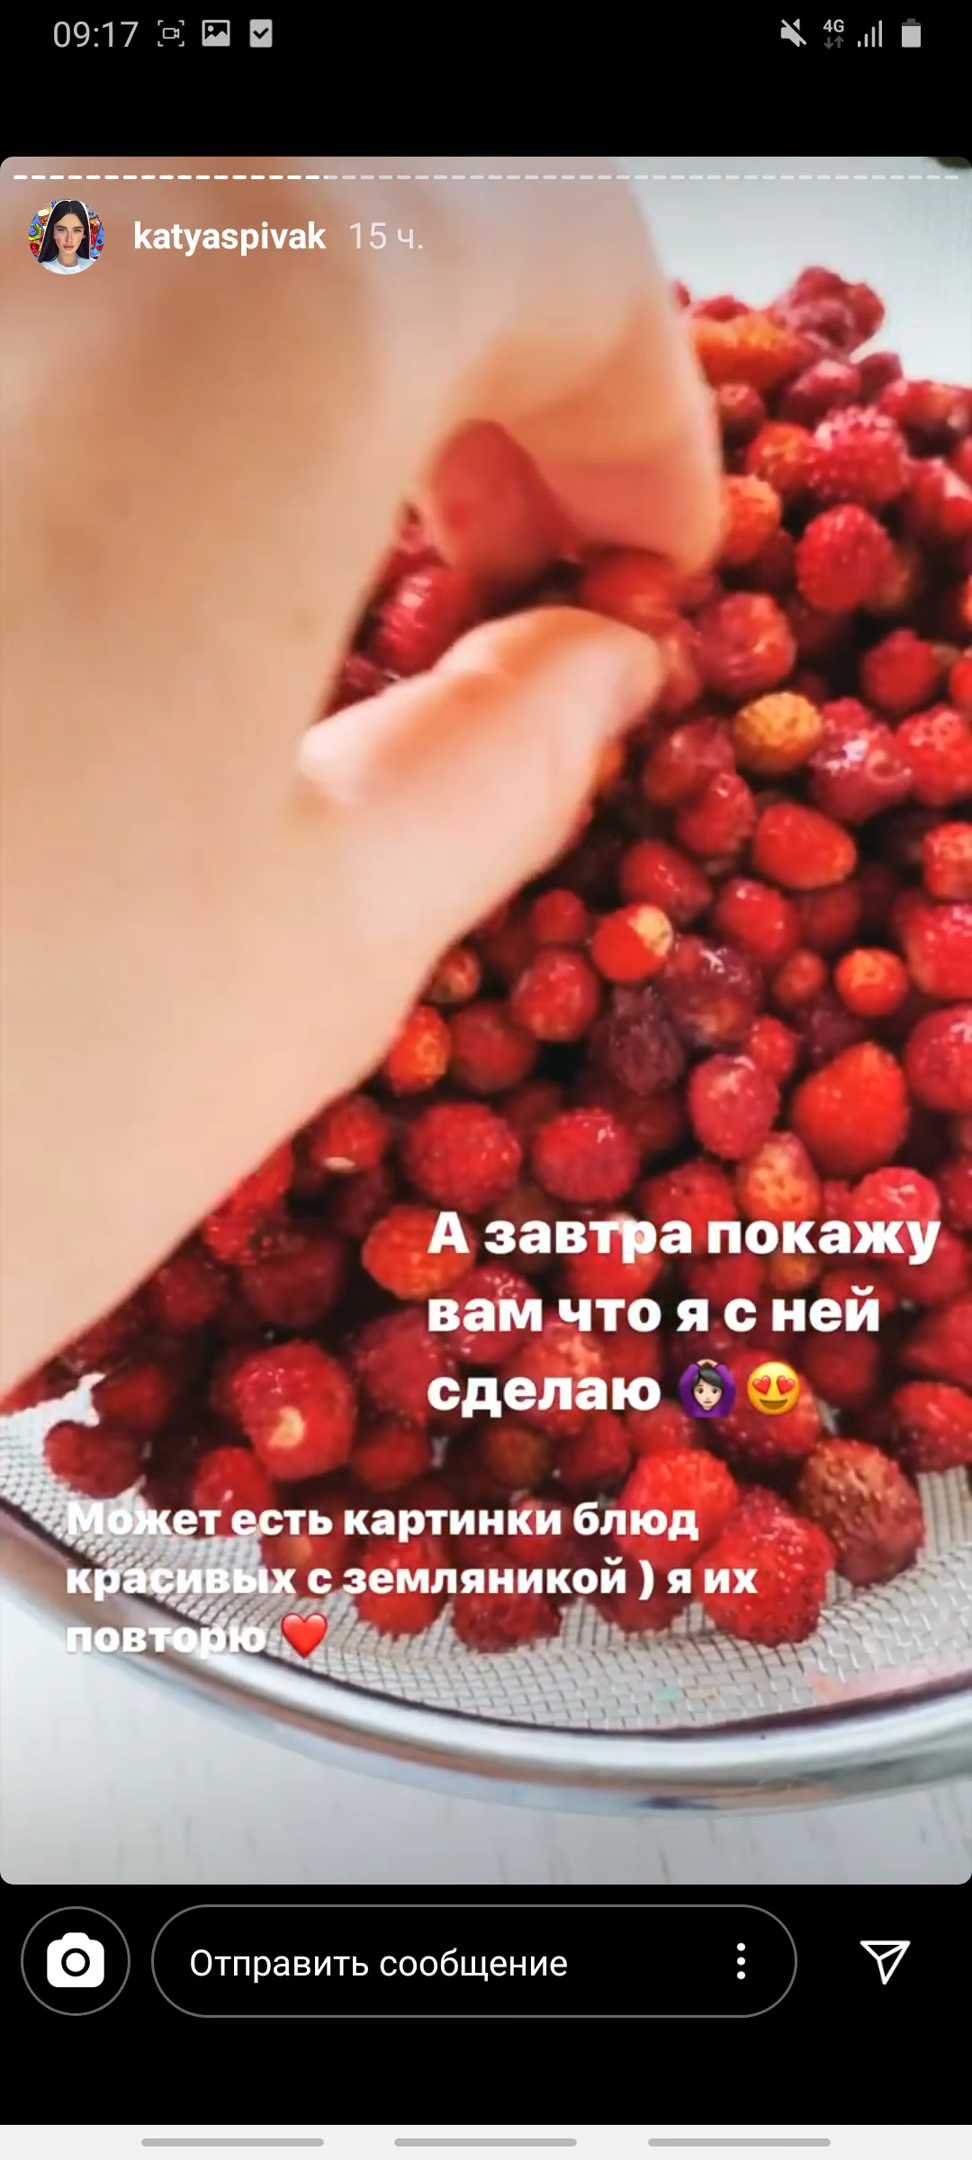 09:17
4G
katyaspivak 15 ч.
А завтра покажу
вам что я с ней
сделаю 🙆🏻‍♀️😍
Может есть картинки блюд
красивых с земляникой ) я их
повторю ❤️
Отправить сообщение